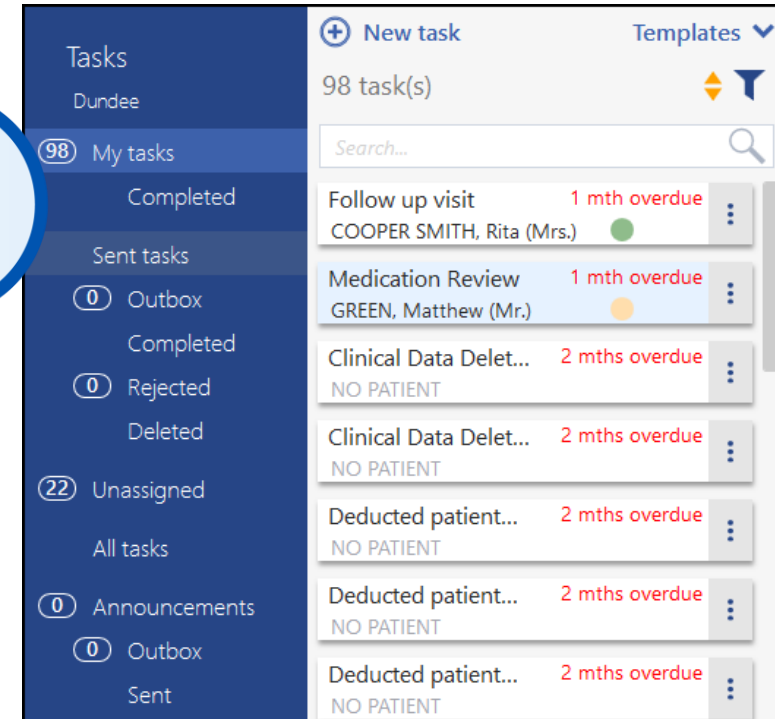 Tasks
Dundee
98 My tasks
Completed
Sent tasks
0 Outbox
Completed
0 Rejected
Deleted
22 Unassigned
All tasks
0 Announcements
0 Outbox
Sent
New task Templates
98 task(s)
Search...
Follow up visit 1 mth overdue
COOPER SMITH, Rita (Mrs.)
Medication Review 1 mth overdue
GREEN, Matthew (Mr.)
Clinical Data Delet... 2 mths overdue
NO PATIENT
Clinical Data Delet... 2 mths overdue
NO PATIENT
Deducted patient... 2 mths overdue
NO PATIENT
Deducted patient... 2 mths overdue
NO PATIENT
Deducted patient... 2 mths overdue
NO PATIENT